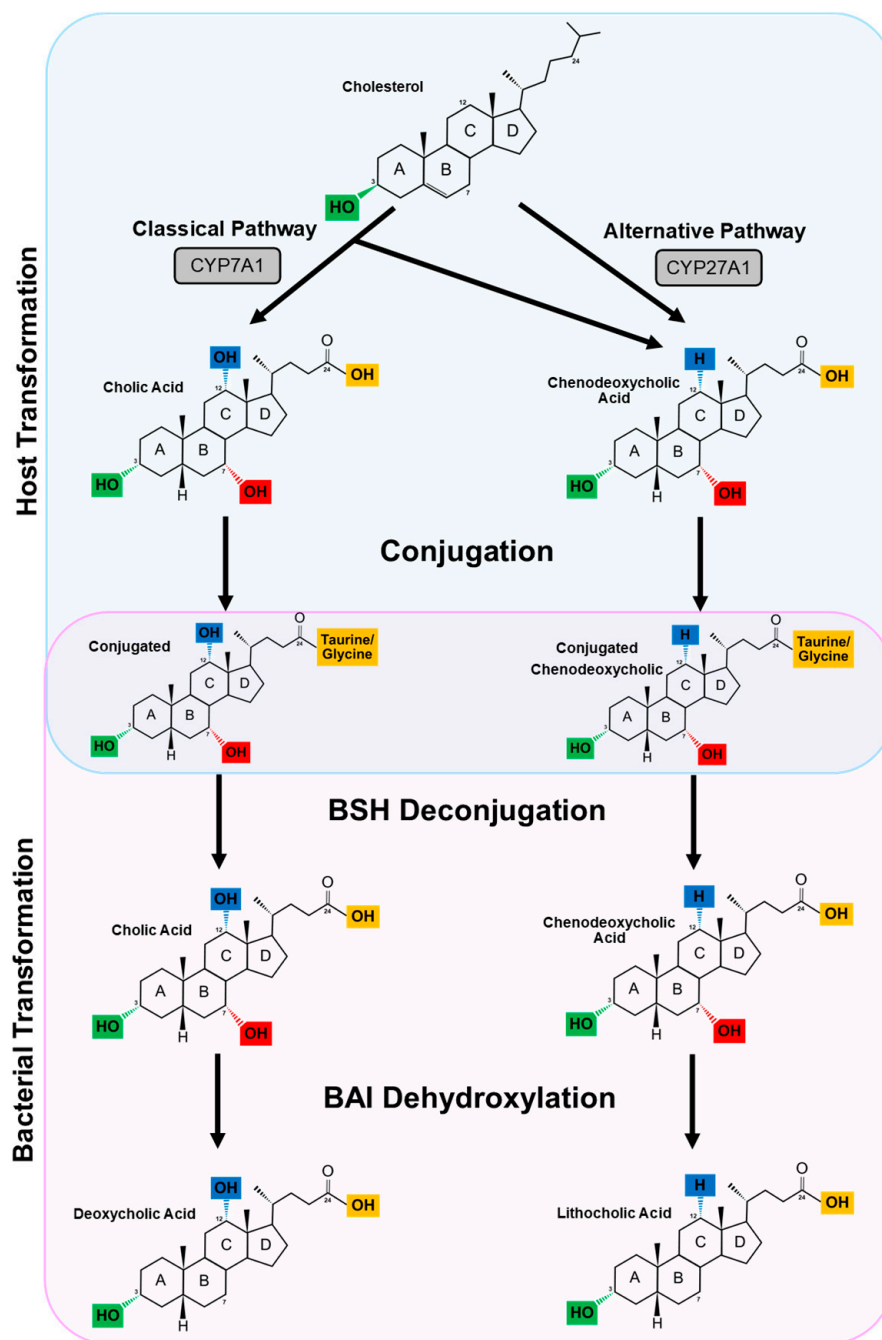 Cholesterol
24
12
C
D
A
B
3
7
HO
Classical Pathway
CYP7A1
Alternative Pathway
CYP27A1
Host Transformation
OH
O
24
OH
12
Cholic Acid
C
D
A
B
3
7
HO
H
OH
H
O
24
OH
12
Chenodeoxycholic
Acid
C
D
A
B
3
7
HO
H
OH
Conjugation
Conjugated
OH
O
24
Taurine/
Glycine
12
C
D
A
B
3
7
HO
H
OH
Conjugated
Chenodeoxycholic
H
O
24
Taurine/
Glycine
12
C
D
A
B
3
7
HO
H
OH
BSH Deconjugation
Bacterial Transformation
OH
O
24
OH
12
Cholic Acid
C
D
A
B
3
7
HO
H
OH
H
O
24
OH
12
Chenodeoxycholic
Acid
C
D
A
B
3
7
HO
H
OH
BAI Dehydroxylation
OH
O
24
OH
12
Deoxycholic Acid
C
D
A
B
3
7
HO
H
H
O
24
OH
12
Lithocholic Acid
C
D
A
B
3
7
HO
H